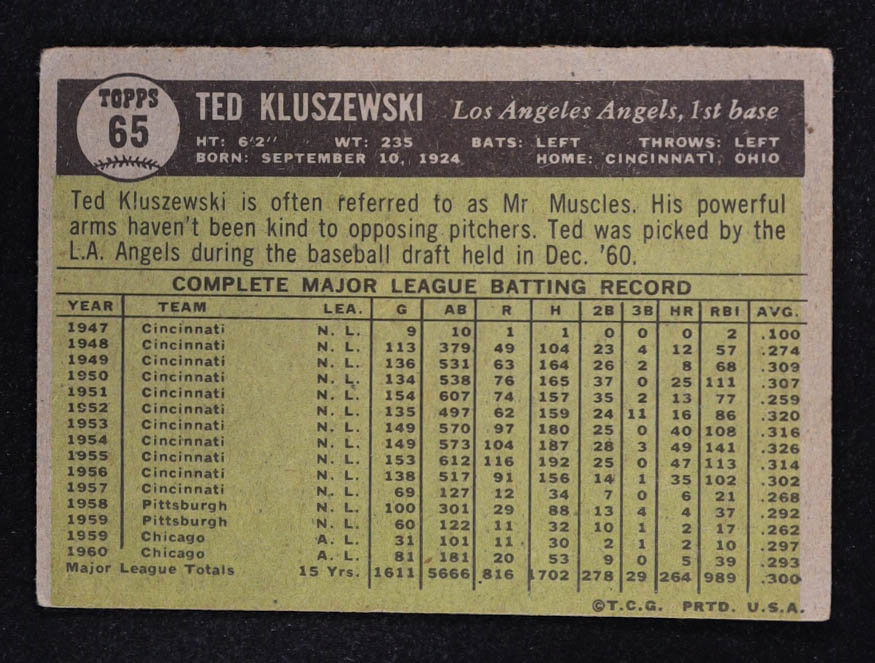 TOPPS
65
TED KLUSZEWSKI Los Angeles Angels, 1st base
HT: 6'2" WT: 235 BATS: LEFT THROWS: LEFT
BORN: SEPTEMBER 10, 1924 HOME: CINCINNATI, OHIO
Ted Kluszewski is often referred to as Mr. Muscles. His powerful
arms haven't been kind to opposing pitchers. Ted was picked by the
L.A. Angels during the baseball draft held in Dec. '60.
COMPLETE MAJOR LEAGUE BATTING RECORD
YEAR TEAM LEA. G AB R H 2B 3B HR RBI AVG.
1947 Cincinnati N. L. 9 10 1 1 0 0 0 2 .100
1948 Cincinnati N. L. 113 379 49 104 23 4 12 57 .274
1949 Cincinnati N. L. 136 531 63 164 26 2 8 68 .309
1950 Cincinnati N. L. 134 538 76 165 37 0 25 111 .307
1951 Cincinnati N. L. 154 607 74 157 35 2 13 77 .259
1952 Cincinnati N. L. 135 497 62 159 24 11 16 86 .320
1953 Cincinnati N. L. 149 570 97 180 25 0 40 108 .316
1954 Cincinnati N. L. 149 573 104 187 28 3 49 141 .326
1955 Cincinnati N. L. 153 612 116 192 25 0 47 113 .314
1956 Cincinnati N. L. 138 517 91 156 14 1 35 102 .302
1957 Cincinnati N. L. 69 127 12 34 7 0 6 21 .268
1958 Pittsburgh N. L. 100 301 29 88 13 4 4 37 .292
1959 Pittsburgh N. L. 60 122 11 32 10 1 2 17 .262
1959 Chicago A. L. 31 101 11 30 2 1 2 10 .297
1960 Chicago A. L. 81 181 20 53 9 0 5 39 .293
Major League Totals 15 Yrs. 1611 5666 816 1702 278 29 264 989 .300
©T.C.G. PRTD. U.S.A.